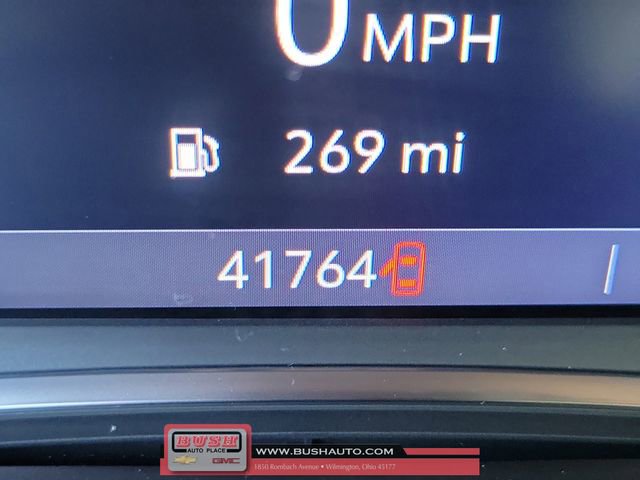 0 MPH
269 mi
41764
BUSH
AUTO PLACE
GMC
WWW.BUSHAUTO.COM
1850 Rombach Avenue • Wilmington, Ohio 45177